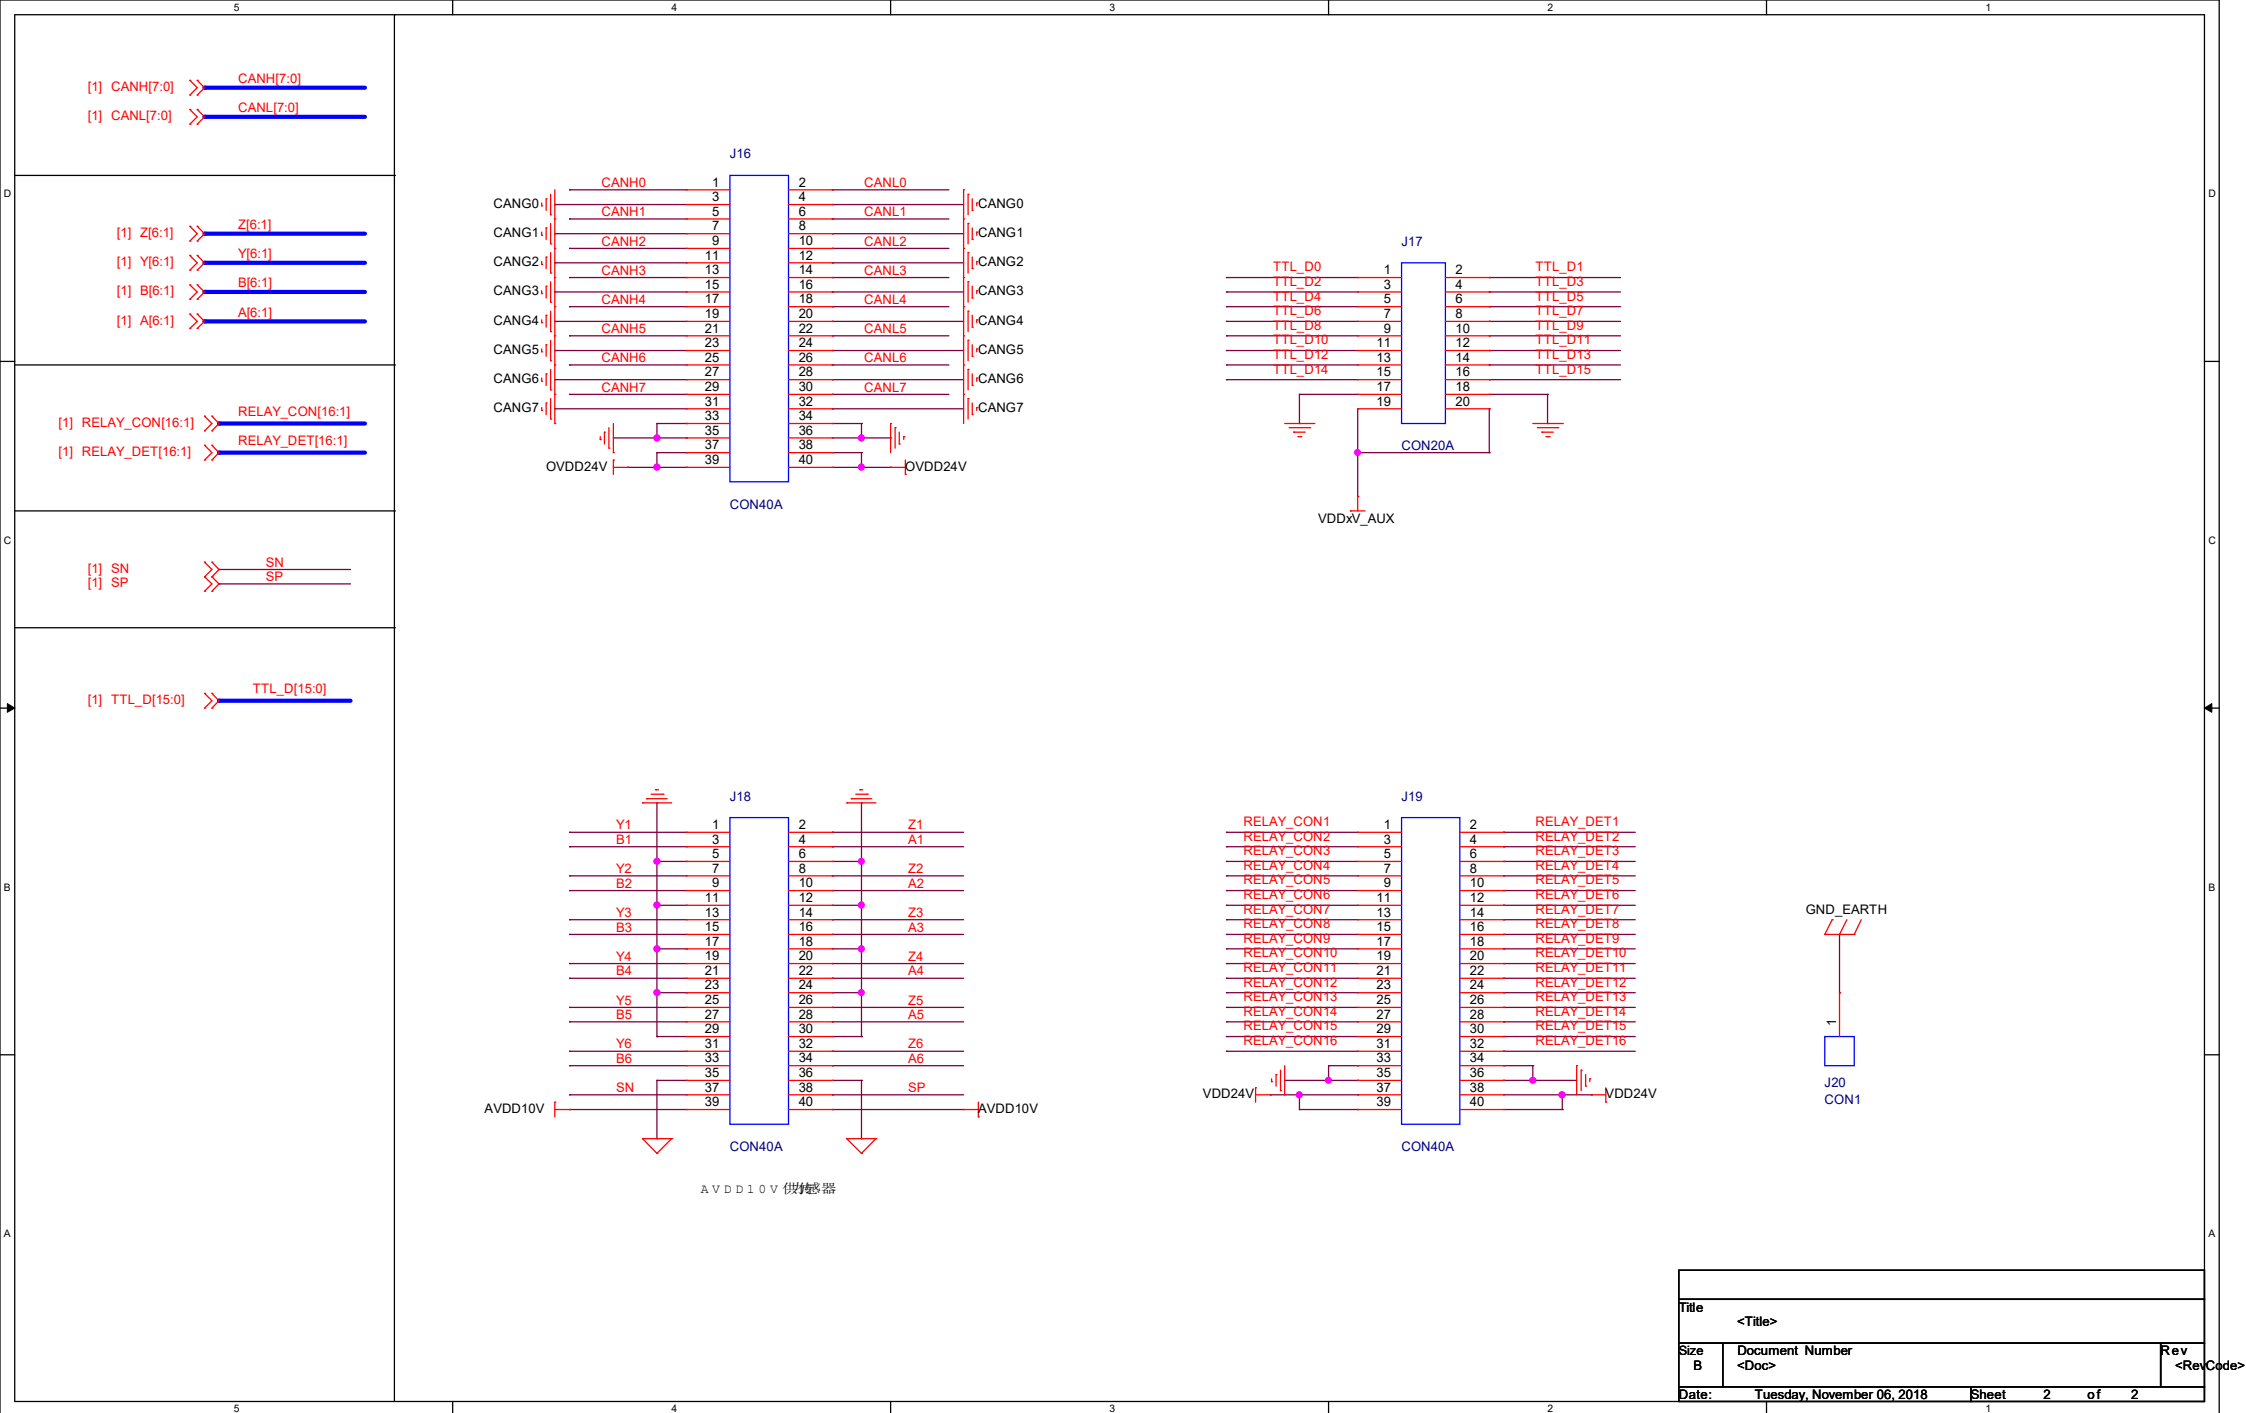 5 4 3 2 1
[1] CANH[7:0] CANH[7:0]
[1] CANL[7:0] CANL[7:0]
D D
[1] Z[6:1] Z[6:1]
[1] Y[6:1] Y[6:1]
[1] B[6:1] B[6:1]
[1] A[6:1] A[6:1]
[1] RELAY_CON[16:1] RELAY_CON[16:1]
[1] RELAY_DET[16:1] RELAY_DET[16:1]
C C
[1] SN SN
[1] SP SP
[1] TTL_D[15:0] TTL_D[15:0]
J16
CANH0 1 2 CANL0
CANG0 3 4 CANG0
CANH1 5 6 CANL1
CANG1 7 8 CANG1
CANH2 9 10 CANL2
CANG2 11 12 CANG2
CANH3 13 14 CANL3
CANG3 15 16 CANG3
CANH4 17 18 CANL4
CANG4 19 20 CANG4
CANH5 21 22 CANL5
CANG5 23 24 CANG5
CANH6 25 26 CANL6
CANG6 27 28 CANG6
CANH7 29 30 CANL7
CANG7 31 32 CANG7
33 34
35 36
37 38
OVDD24V 39 40 OVDD24V
CON40A
J17
TTL_D0 1 2 TTL_D1
TTL_D2 3 4 TTL_D3
TTL_D4 5 6 TTL_D5
TTL_D6 7 8 TTL_D7
TTL_D8 9 10 TTL_D9
TTL_D10 11 12 TTL_D11
TTL_D12 13 14 TTL_D13
TTL_D14 15 16 TTL_D15
17 18
19 20
CON20A
VDDxV_AUX
J18
Y1 1 2 Z1
B1 3 4 A1
5 6
Y2 7 8 Z2
B2 9 10 A2
11 12
Y3 13 14 Z3
B3 15 16 A3
17 18
Y4 19 20 Z4
B4 21 22 A4
23 24
Y5 25 26 Z5
B5 27 28 A5
29 30
Y6 31 32 Z6
B6 33 34 A6
35 36
SN 37 38 SP
AVDD10V 39 40 AVDD10V
CON40A
AVDD10V供 感器
J19
RELAY_CON1 1 2 RELAY_DET1
RELAY_CON2 3 4 RELAY_DET2
RELAY_CON3 5 6 RELAY_DET3
RELAY_CON4 7 8 RELAY_DET4
RELAY_CON5 9 10 RELAY_DET5
RELAY_CON6 11 12 RELAY_DET6
RELAY_CON7 13 14 RELAY_DET7
RELAY_CON8 15 16 RELAY_DET8
RELAY_CON9 17 18 RELAY_DET9
RELAY_CON10 19 20 RELAY_DET10
RELAY_CON11 21 22 RELAY_DET11
RELAY_CON12 23 24 RELAY_DET12
RELAY_CON13 25 26 RELAY_DET13
RELAY_CON14 27 28 RELAY_DET14
RELAY_CON15 29 30 RELAY_DET15
RELAY_CON16 31 32 RELAY_DET16
33 34
35 36
VDD24V 37 38 VDD24V
39 40
CON40A
B B
GND_EARTH
1
J20
CON1
A A
Title
<Title>
Size Document Number Rev
B <Doc> <RevCode>
Date: Tuesday, November 06, 2018 Sheet 2 of 2
5 4 3 2 1